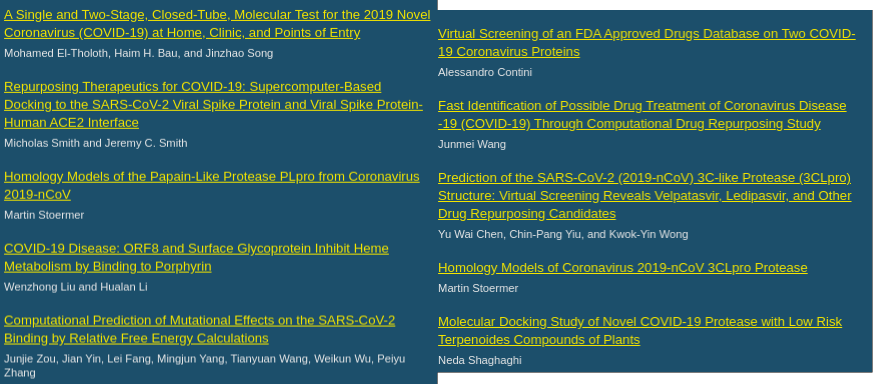 A Single and Two-Stage, Closed-Tube, Molecular Test for the 2019 Novel
Coronavirus (COVID-19) at Home, Clinic, and Points of Entry
Mohamed El-Tholoth, Haim H. Bau, and Jinzhao Song
Repurposing Therapeutics for COVID-19: Supercomputer-Based
Docking to the SARS-CoV-2 Viral Spike Protein and Viral Spike Protein-
Human ACE2 Interface
Micholas Smith and Jeremy C. Smith
Homology Models of the Papain-Like Protease PLpro from Coronavirus
2019-nCoV
Martin Stoermer
COVID-19 Disease: ORF8 and Surface Glycoprotein Inhibit Heme
Metabolism by Binding to Porphyrin
Wenzhong Liu and Hualan Li
Computational Prediction of Mutational Effects on the SARS-CoV-2
Binding by Relative Free Energy Calculations
Junjie Zou, Jian Yin, Lei Fang, Mingjun Yang, Tianyuan Wang, Weikun Wu, Peiyu
Zhang
Virtual Screening of an FDA Approved Drugs Database on Two COVID-
19 Coronavirus Proteins
Alessandro Contini
Fast Identification of Possible Drug Treatment of Coronavirus Disease
-19 (COVID-19) Through Computational Drug Repurposing Study
Junmei Wang
Prediction of the SARS-CoV-2 (2019-nCoV) 3C-like Protease (3CLpro)
Structure: Virtual Screening Reveals Velpatasvir, Ledipasvir, and Other
Drug Repurposing Candidates
Yu Wai Chen, Chin-Pang Yiu, and Kwok-Yin Wong
Homology Models of Coronavirus 2019-nCoV 3CLpro Protease
Martin Stoermer
Molecular Docking Study of Novel COVID-19 Protease with Low Risk
Terpenoides Compounds of Plants
Neda Shaghaghi